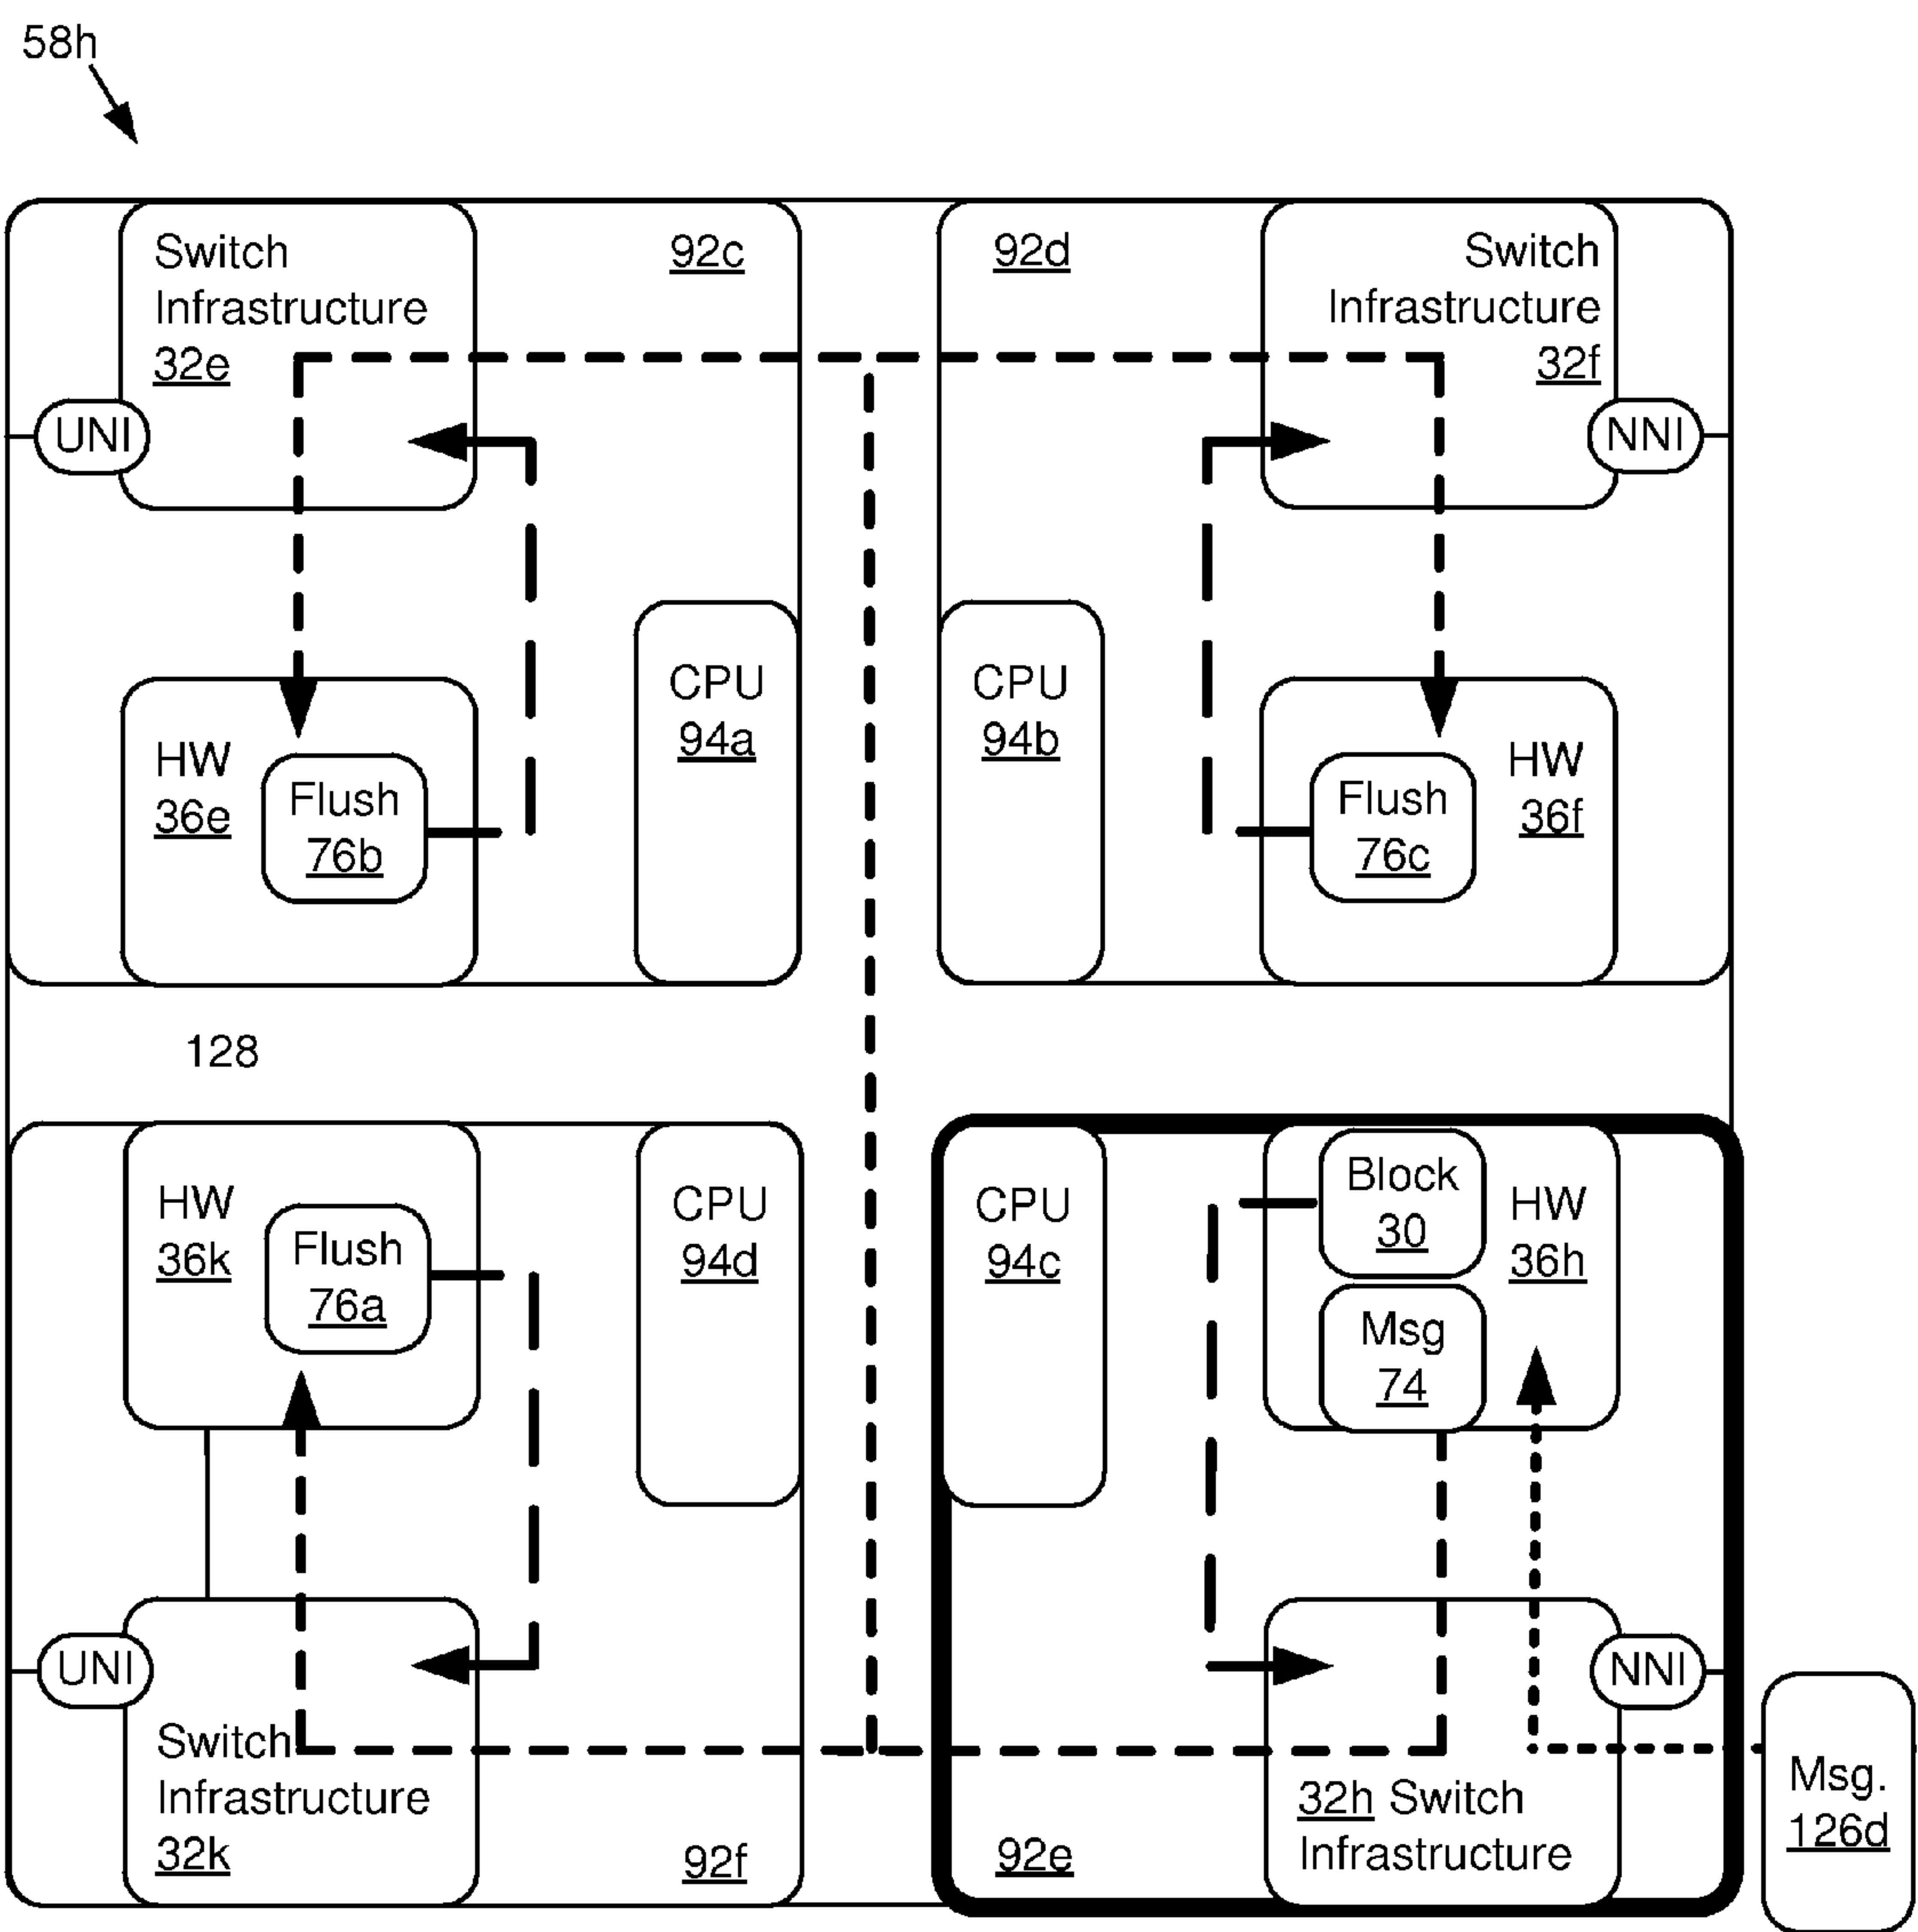 58h
Switch
Infrastructure
32e
92c
92d
Switch
Infrastructure
32f
UNI
NNI
CPU
94a
CPU
94b
HW
36e
Flush
76b
Flush
76c
HW
36f
128
HW
36k
Flush
76a
CPU
94d
CPU
94c
Block
30
HW
36h
Msg
74
UNI
NNI
Switch
Infrastructure
32k
92f
92e
32h Switch
Infrastructure
Msg.
126d